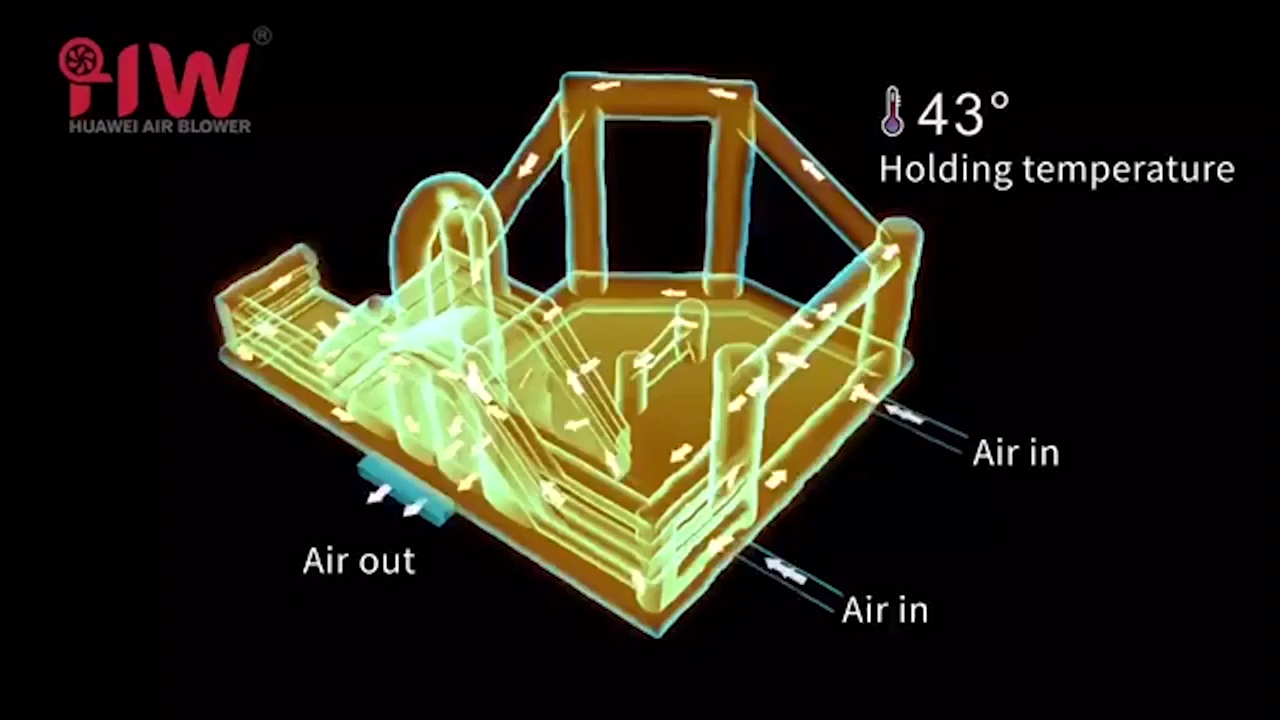 HW®
HUAWEI AIR BLOWER
43°
Holding temperature
Air in
Air out
Air in